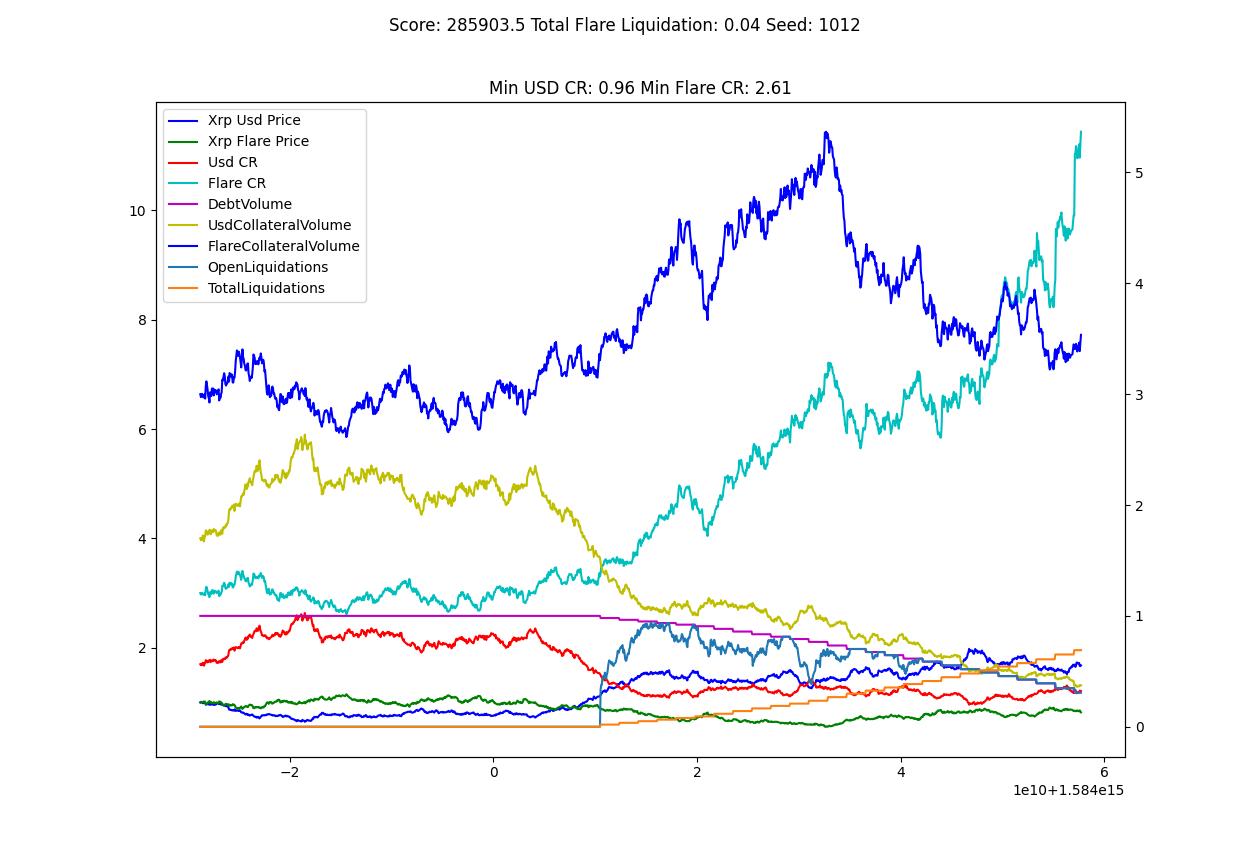 Score: 285903.5 Total Flare Liquidation: 0.04 Seed: 1012
Min USD CR: 0.96 Min Flare CR: 2.61
Xrp Usd Price
Xrp Flare Price
Usd CR
Flare CR
DebtVolume
UsdCollateralVolume
FlareCollateralVolume
OpenLiquidations
TotalLiquidations
10
8
6
4
2
5
4
3
2
1
0
−2
0
2
4
6
1e10+1.584e15